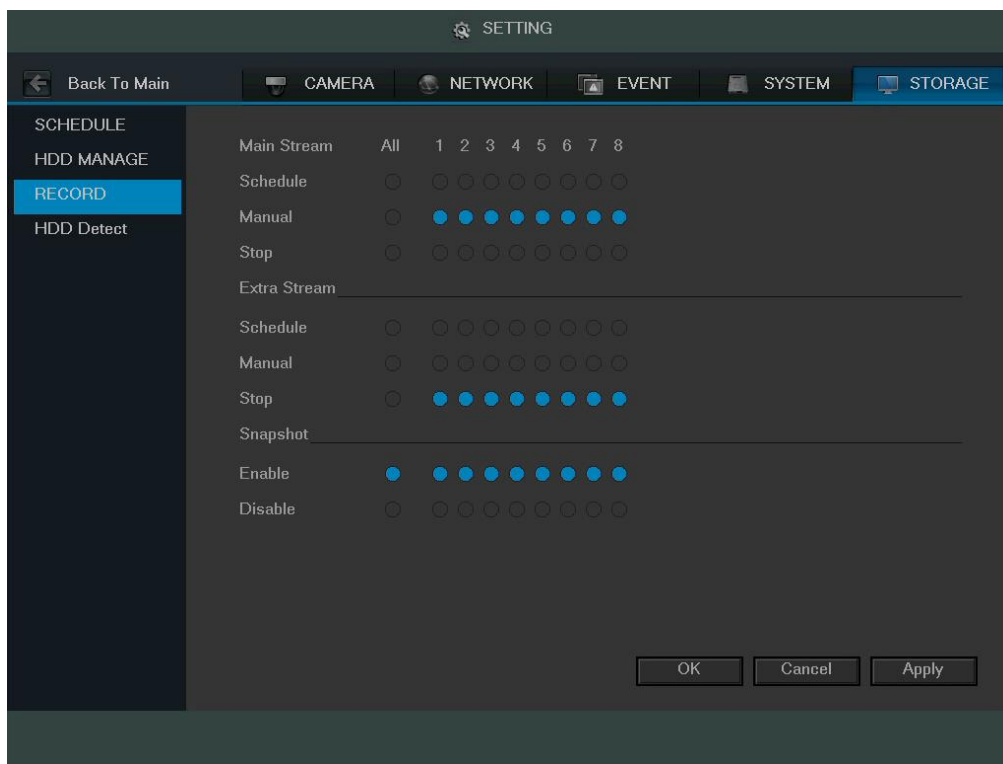 SETTING
Back To Main CAMERA NETWORK EVENT SYSTEM STORAGE
SCHEDULE
HDD MANAGE
RECORD
HDD Detect
Main Stream All 1 2 3 4 5 6 7 8
Schedule
Manual
Stop
Extra Stream
Schedule
Manual
Stop
Snapshot
Enable
Disable
OK Cancel Apply